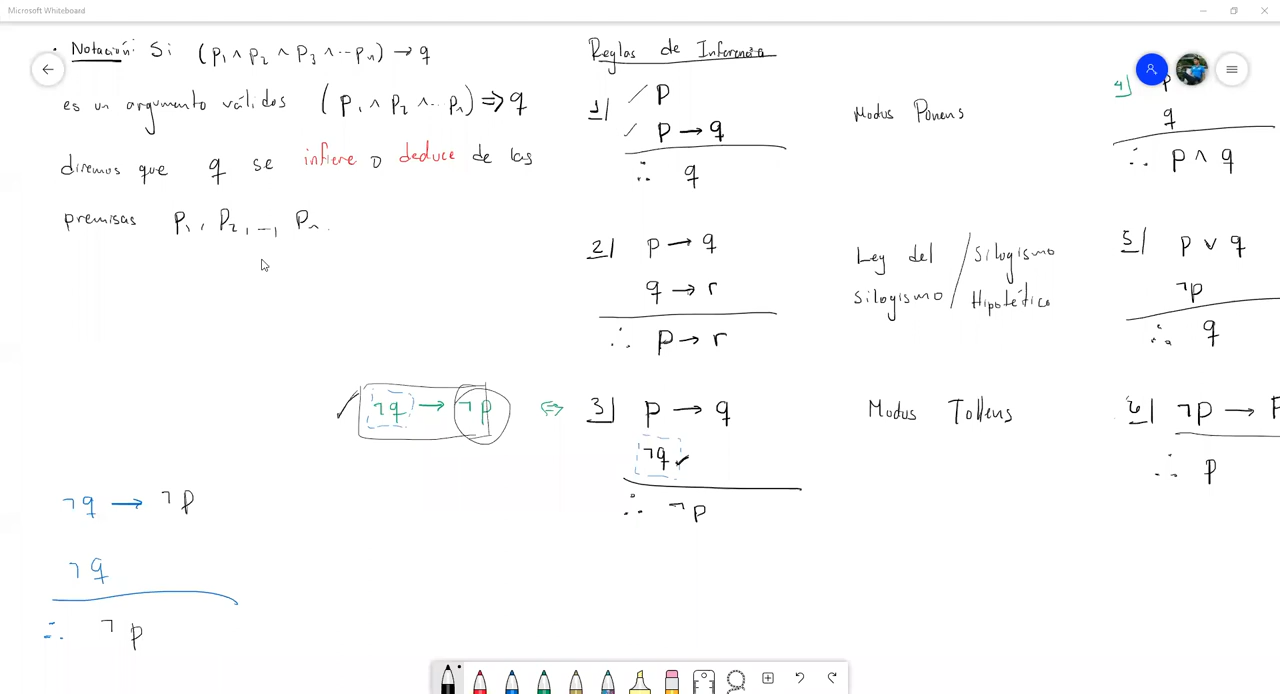 Microsoft Whiteboard
· Notación: Si (p₁ ∧ p₂ ∧ p₃ ∧ ... pₙ) → q
es un argumento válidos (p₁ ∧ p₂ ∧ ... pₙ) ⇒ q
diremos que q se infiere o deduce de las
premisas p₁, p₂, ..., pₙ.
Reglas de Inferencia
1) p
p → q
∴ q
Modus Ponens
2) p → q
q → r
∴ p → r
Ley del / Silogismo
Silogismo / Hipotético
¬q → ¬p ⇔ 3) p → q
¬q
∴ ¬p
Modus Tollens
4) p
q
∴ p ∧ q
5) p ∨ q
¬p
∴ q
6) ¬p → F
∴ p
¬q → ¬p
¬q
∴ ¬p